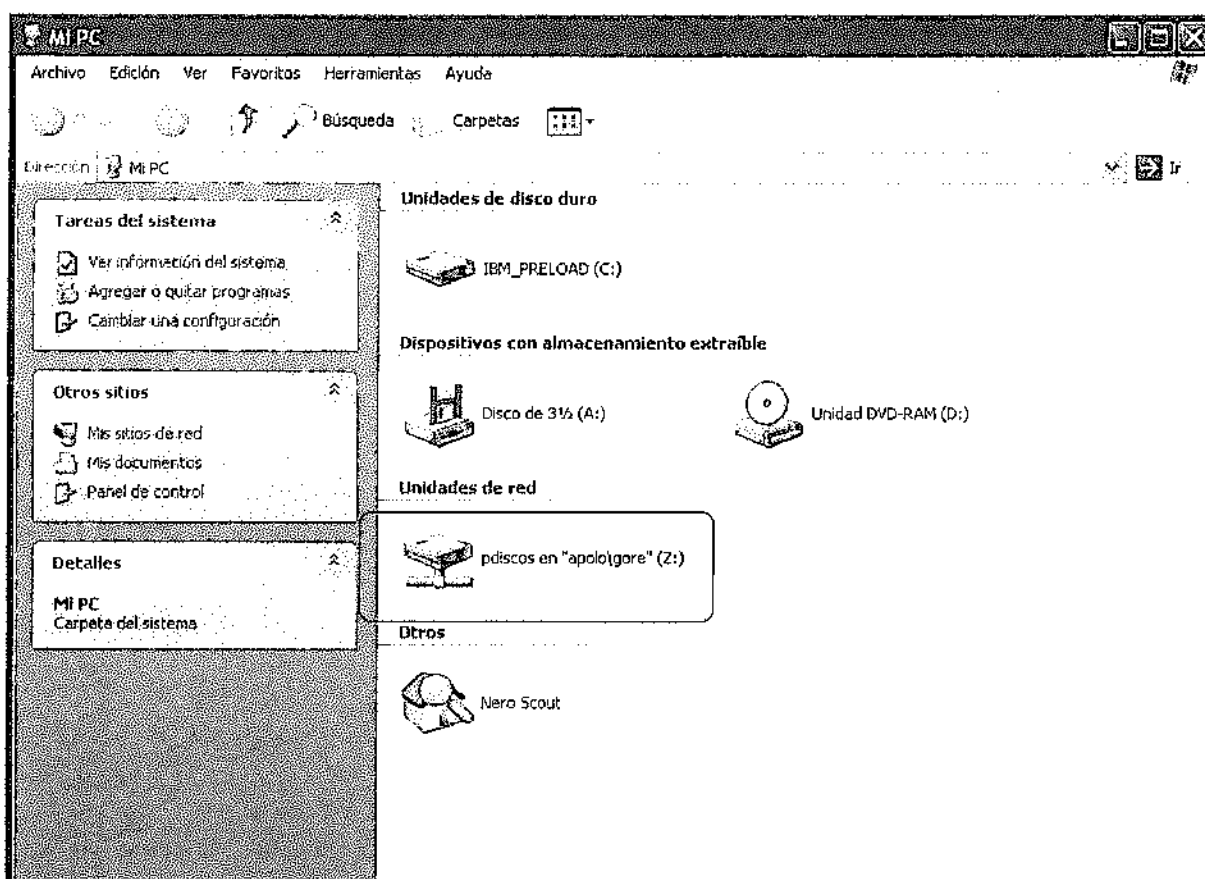 Mi PC
Archivo Edición Ver Favoritos Herramientas Ayuda
Búsqueda Carpetas
Dirección Mi PC Ir
Tareas del sistema
Ver información del sistema
Agregar o quitar programas
Cambiar una configuración
Otros sitios
Mis sitios de red
Mis documentos
Panel de control
Detalles
Mi PC
Carpeta del sistema
Unidades de disco duro
IBM_PRELOAD (C:)
Dispositivos con almacenamiento extraíble
Disco de 3½ (A:)
Unidad DVD-RAM (D:)
Unidades de red
pdiscos en "apolo\gore" (Z:)
Otros
Nero Scout